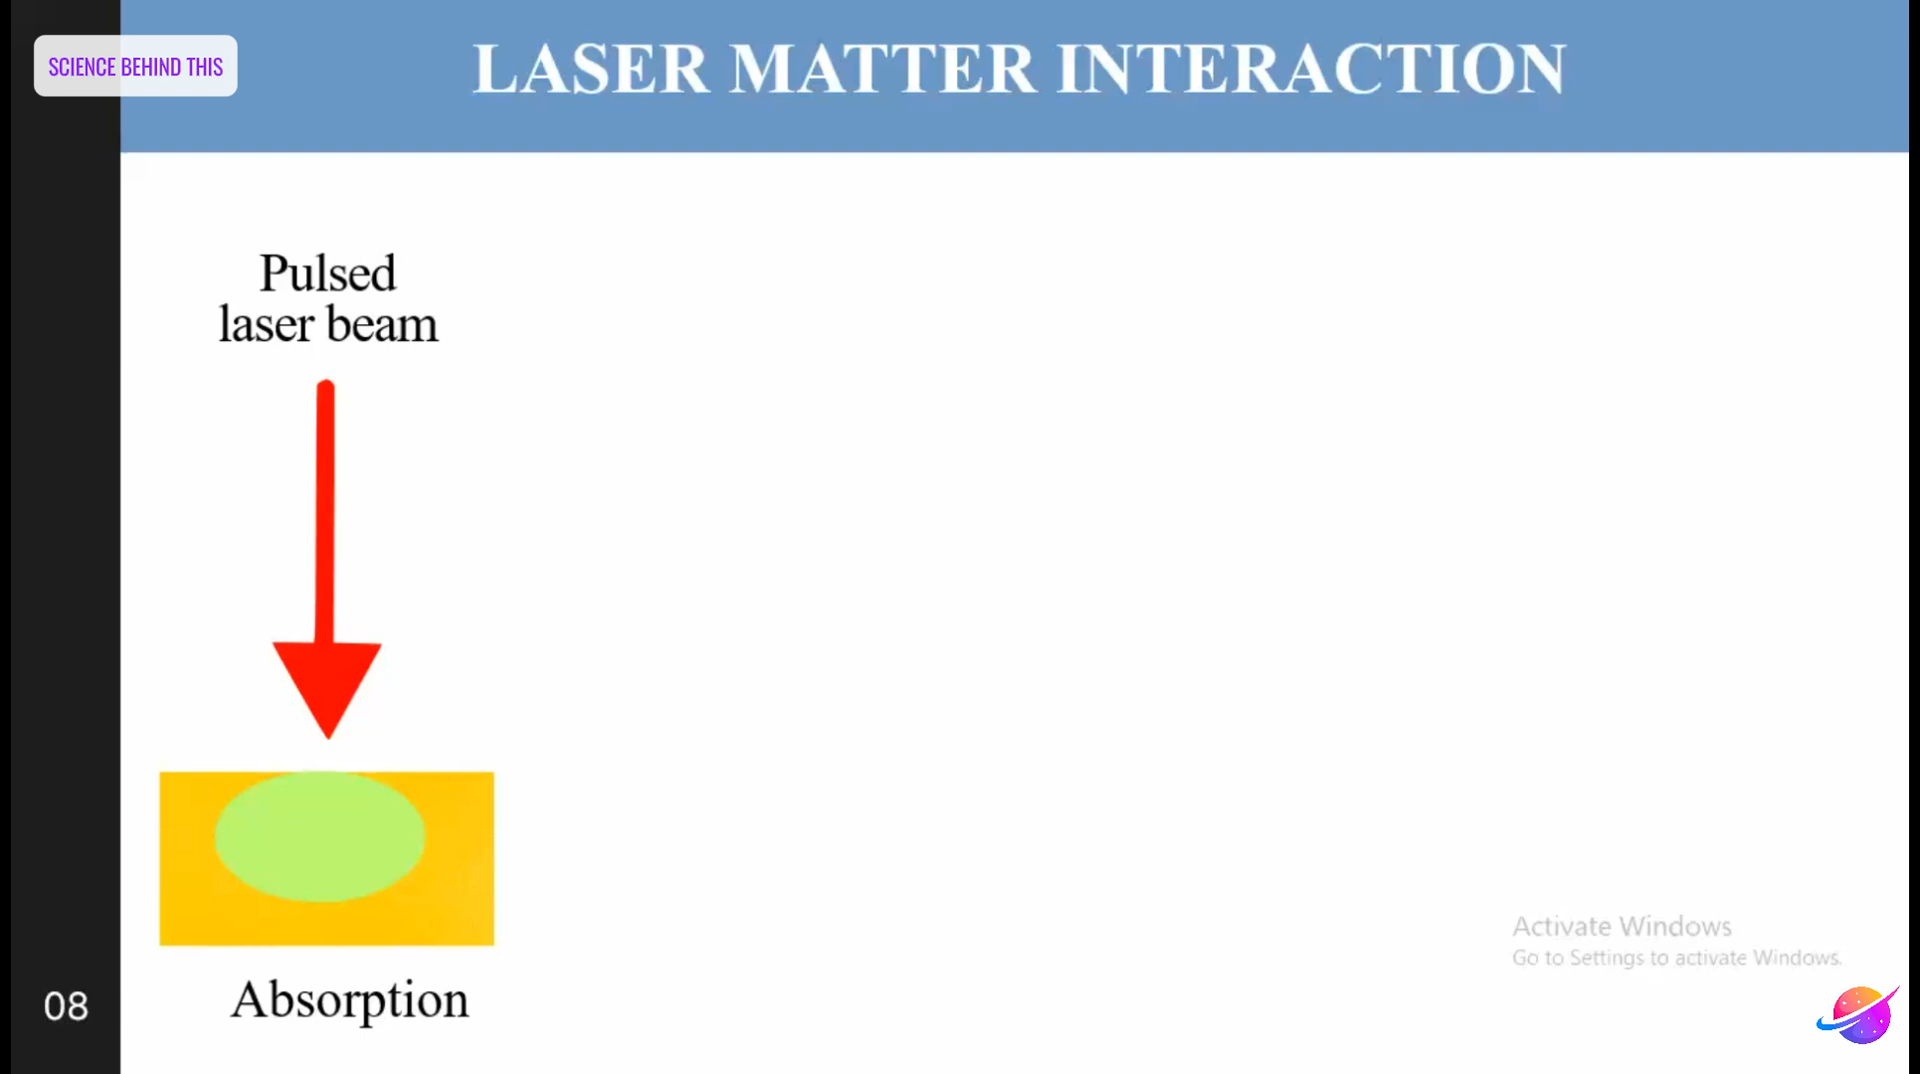 SCIENCE BEHIND THIS
LASER MATTER INTERACTION
Pulsed
laser beam
Absorption
Activate Windows
Go to Settings to activate Windows.
08